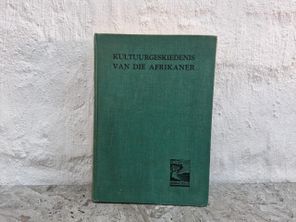 KULTUURGESKIEDENIS
VAN DIE AFRIKANER